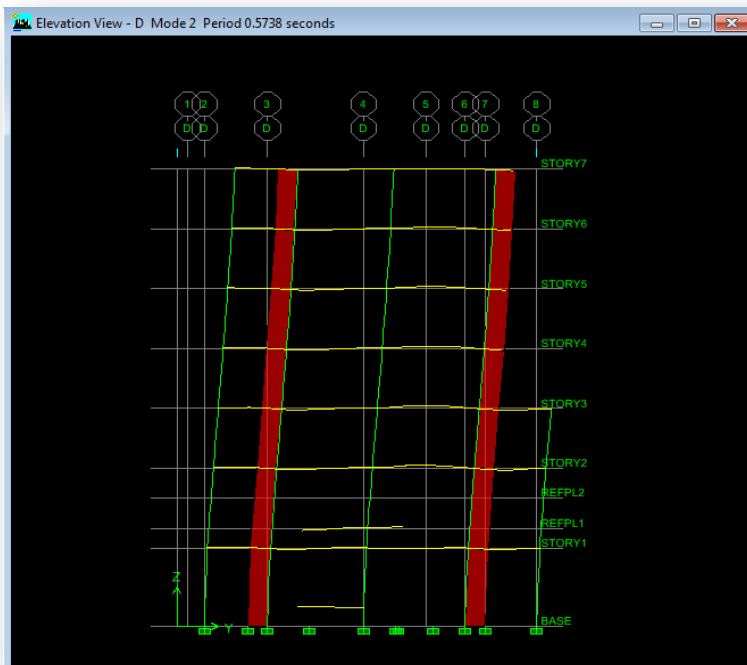 Elevation View - D  Mode 2  Period 0.5738 seconds
1 2 3 4 5 6 7 8
D D D D D D D D
STORY7
STORY6
STORY5
STORY4
STORY3
STORY2
REFPL2
REFPL1
STORY1
Z
Y
BASE